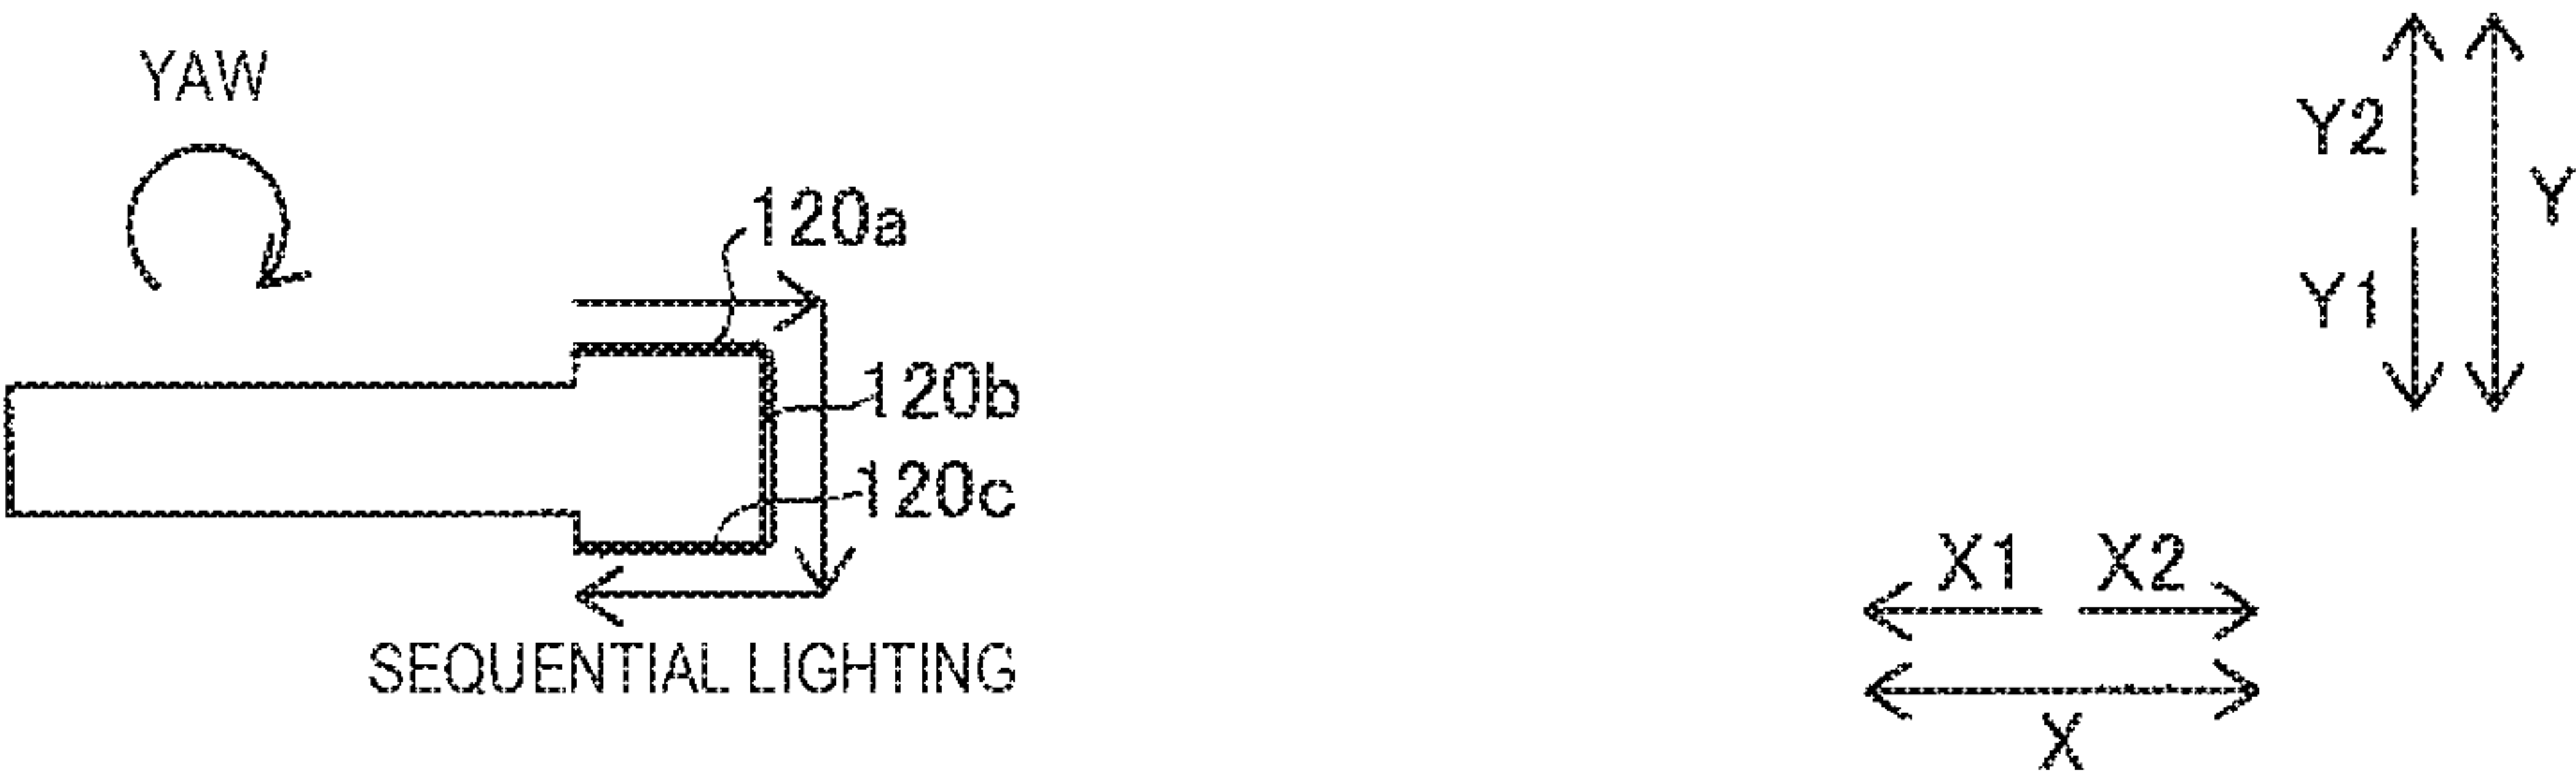 YAW
120a
120b
120c
SEQUENTIAL LIGHTING
Y2
Y
Y1
X1 X2
X